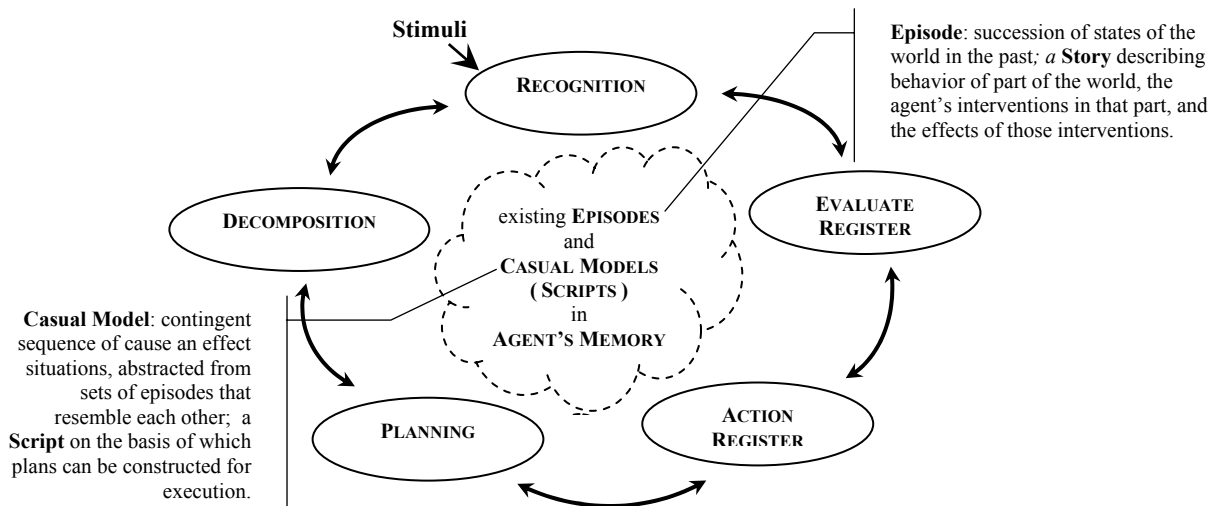 Stimuli
RECOGNITION
Episode: succession of states of the
world in the past; a Story describing
behavior of part of the world, the
agent's interventions in that part, and
the effects of those interventions.
DECOMPOSITION
EVALUATE
REGISTER
existing EPISODES
and
CASUAL MODELS
( SCRIPTS )
in
AGENT'S MEMORY
Casual Model: contingent
sequence of cause an effect
situations, abstracted from
sets of episodes that
resemble each other; a
Script on the basis of which
plans can be constructed for
execution.
PLANNING
ACTION
REGISTER